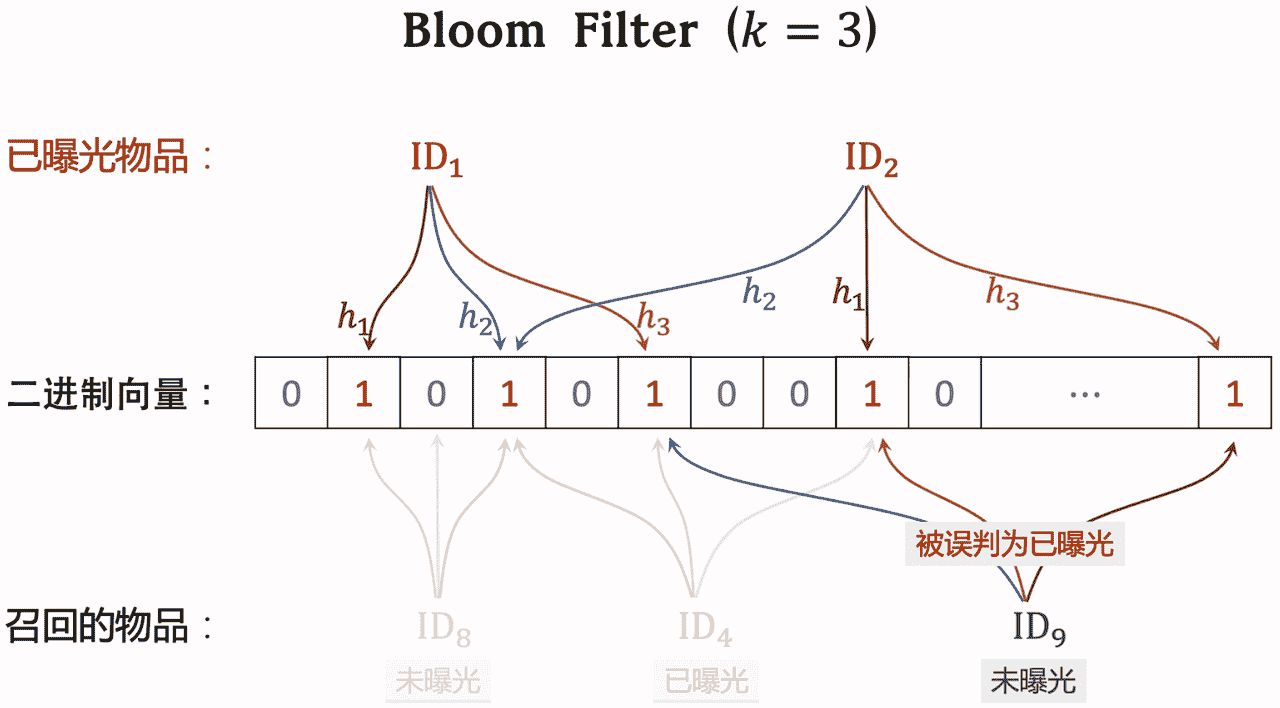 Bloom Filter (k = 3)
已曝光物品：
ID₁ ID₂
h₂ h₁ h₃
h₁ h₂ h₃
二进制向量： 0 1 0 1 0 1 0 0 1 0 ⋯ 1
被误判为已曝光
召回的物品： ID₈ ID₄ ID₉
未曝光 已曝光 未曝光